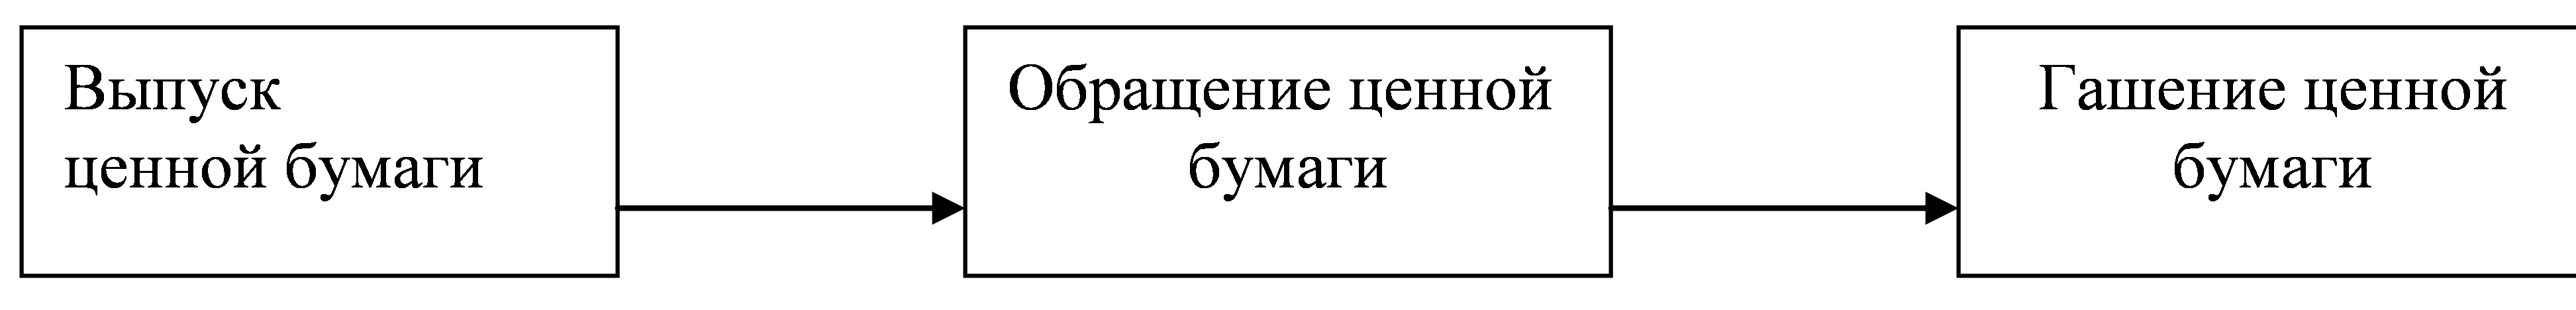 Выпуск
ценной бумаги
Обращение ценной
бумаги
Гашение ценной
бумаги